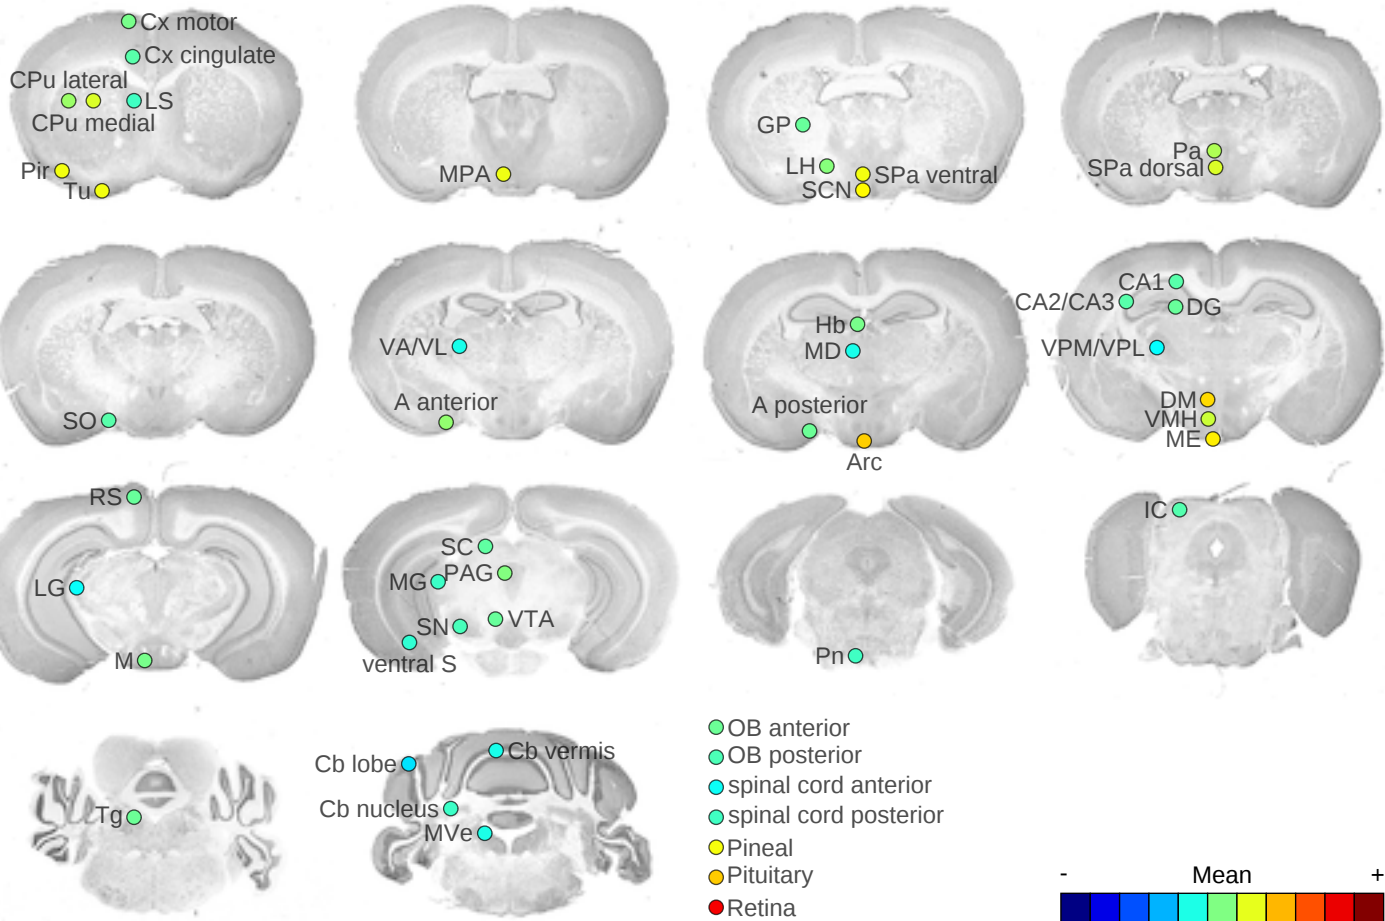 Cx motor
Cx cingulate
CPu lateral
LS
CPu medial
Pir
Tu
MPA
GP
LH
SPa ventral
SCN
Pa
SPa dorsal
SO
VA/VL
A anterior
Hb
MD
A posterior
Arc
CA1
CA2/CA3
DG
VPM/VPL
DM
VMH
ME
RS
LG
M
SC
MG
PAG
SN
VTA
ventral S
Pn
IC
Tg
Cb lobe
Cb vermis
Cb nucleus
MVe
OB anterior
OB posterior
spinal cord anterior
spinal cord posterior
Pineal
Pituitary
Retina
- Mean +